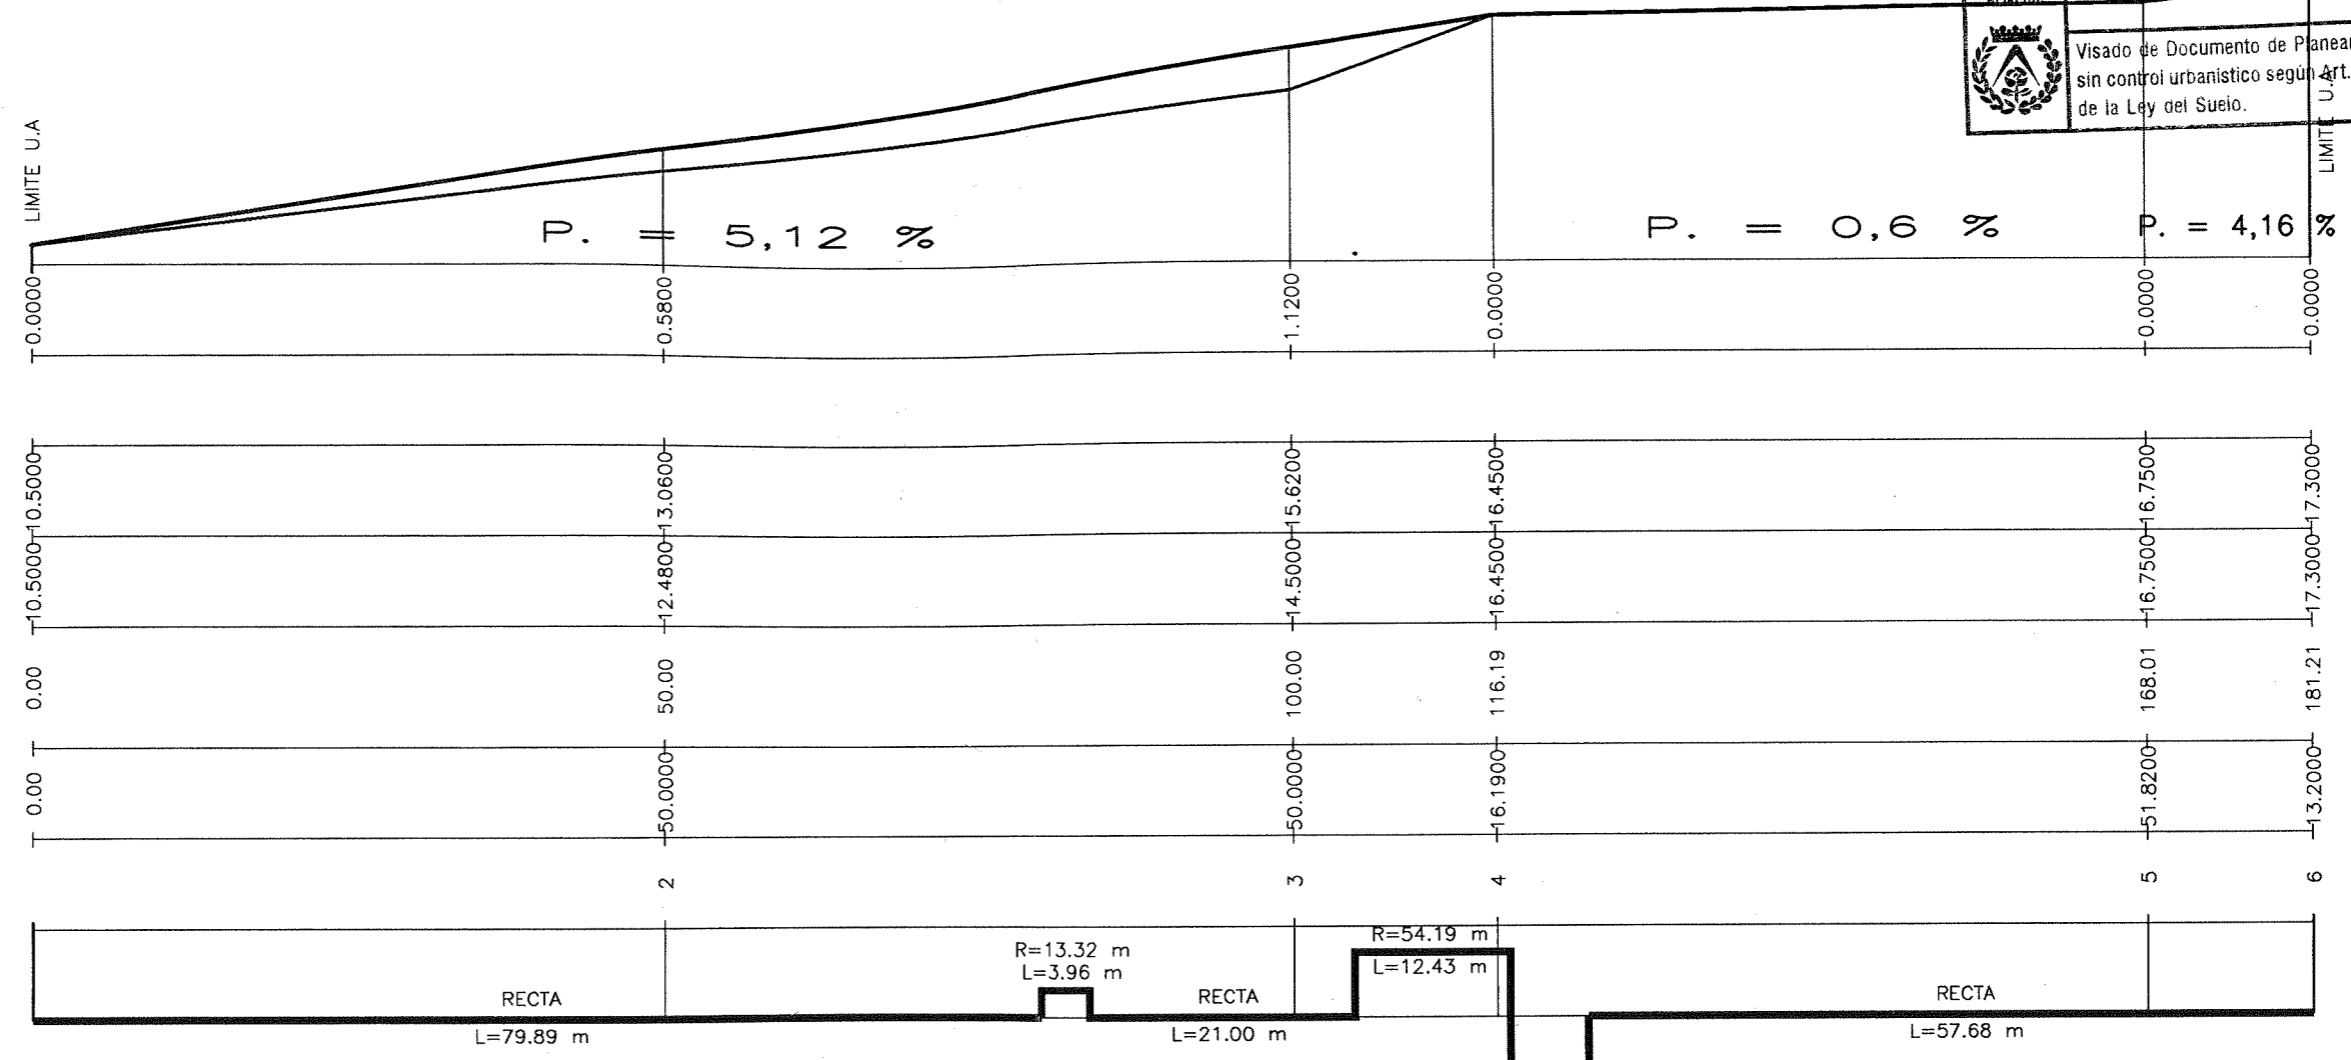 Visado de Documento de Planeam
sin control urbanistico según Art.
de la Ley del Suelo.
LIMITE U.A
LIMITE U.A
P. = 5,12 %
P. = 0,6 %
P. = 4,16 %
0.0000 0.5800 1.1200 0.0000 0.0000 0.0000
10.5000 13.0600 15.6200 16.4500 16.7500 17.3000
10.5000 12.4800 14.5000 16.4500 16.7500 17.3000
0.00 50.00 100.00 116.19 168.01 181.21
0.00 50.0000 50.0000 16.1900 51.8200 13.2000
2 3 4 5 6
R=54.19 m
R=13.32 m
L=12.43 m
L=3.96 m
RECTA RECTA RECTA
L=79.89 m L=21.00 m L=57.68 m